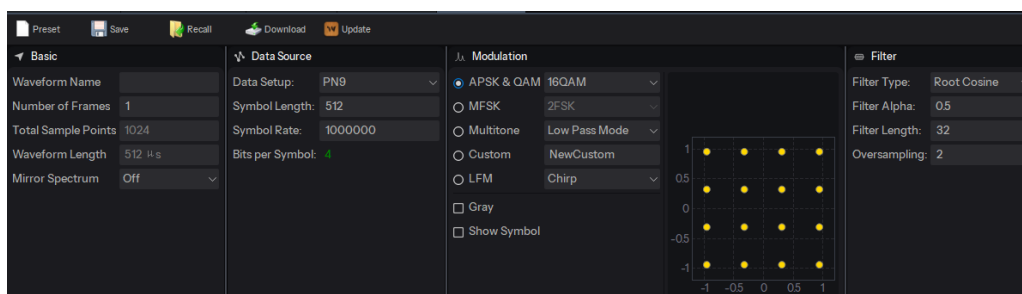 Preset Save Recall Download Update
Basic
Waveform Name
Number of Frames 1
Total Sample Points 1024
Waveform Length 512 μs
Mirror Spectrum Off
Data Source
Data Setup: PN9
Symbol Length: 512
Symbol Rate: 1000000
Bits per Symbol: 4
Modulation
APSK & QAM 16QAM
MFSK 2FSK
Multitone Low Pass Mode
Custom NewCustom
LFM Chirp
Gray
Show Symbol
1
0.5
0
-0.5
-1
-1 -0.5 0 0.5 1
Filter
Filter Type: Root Cosine
Filter Alpha: 0.5
Filter Length: 32
Oversampling: 2